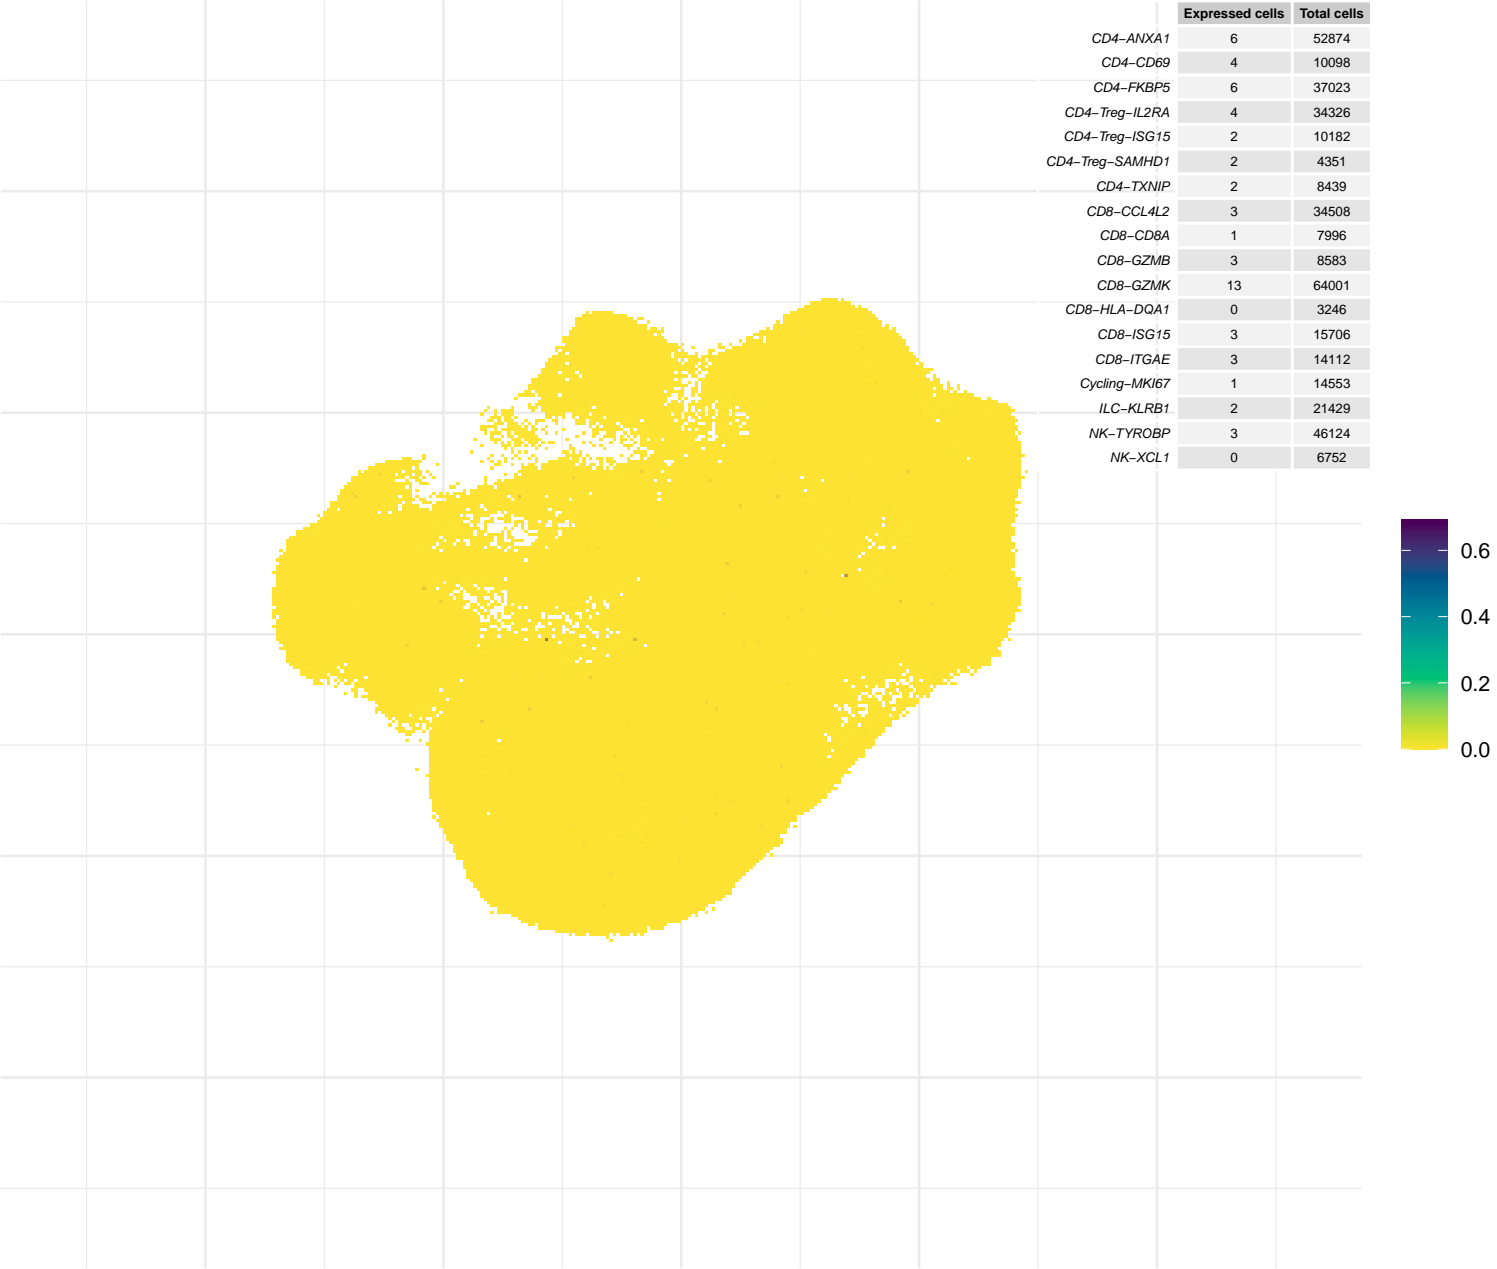 Expressed cells Total cells
CD4−ANXA1 6 52874
CD4−CD69 4 10098
CD4−FKBP5 6 37023
CD4−Treg−IL2RA 4 34326
CD4−Treg−ISG15 2 10182
CD4−Treg−SAMHD1 2 4351
CD4−TXNIP 2 8439
CD8−CCL4L2 3 34508
CD8−CD8A 1 7996
CD8−GZMB 3 8583
CD8−GZMK 13 64001
CD8−HLA−DQA1 0 3246
CD8−ISG15 3 15706
CD8−ITGAE 3 14112
Cycling−MKI67 1 14553
ILC−KLRB1 2 21429
NK−TYROBP 3 46124
NK−XCL1 0 6752
0.6
0.4
0.2
0.0